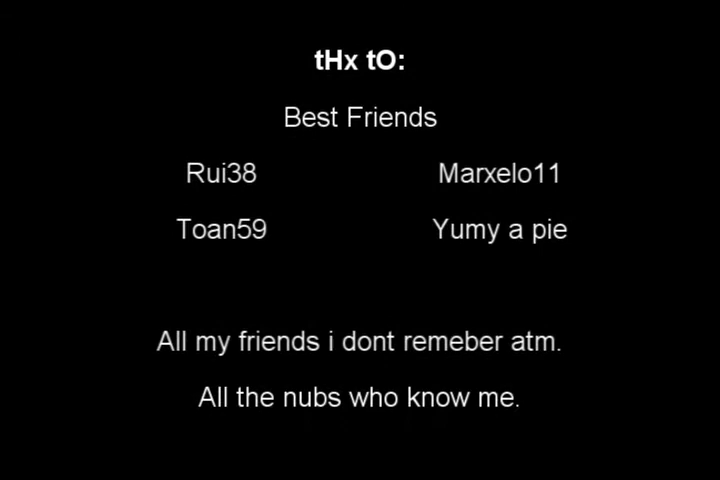 tHx tO:
Best Friends
Rui38 Marxelo11
Toan59 Yumy a pie
All my friends i dont remeber atm.
All the nubs who know me.